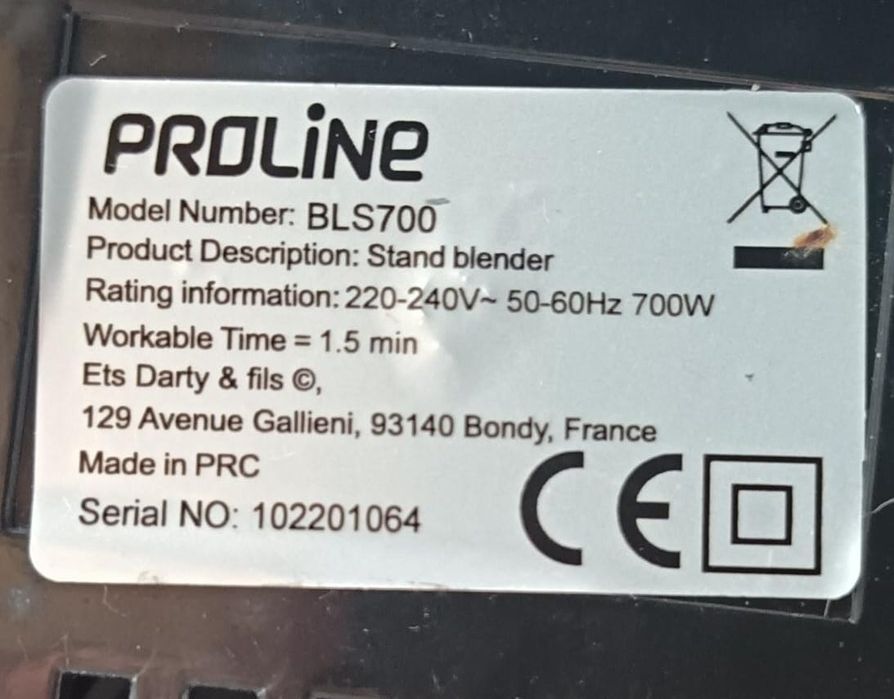 PROLiNe
Model Number: BLS700
Product Description: Stand blender
Rating information: 220-240V~ 50-60Hz 700W
Workable Time = 1.5 min
Ets Darty & fils ©,
129 Avenue Gallieni, 93140 Bondy, France
Made in PRC
Serial NO: 102201064
CE